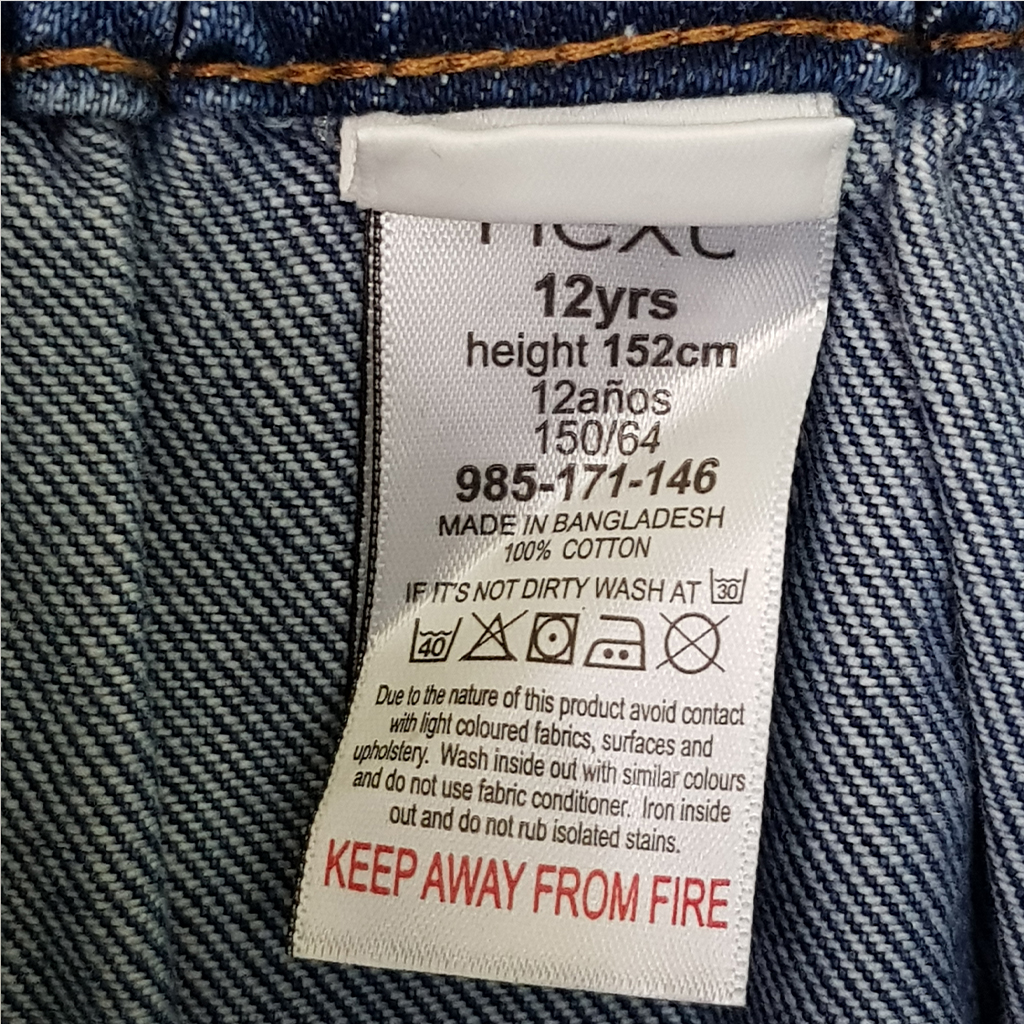 next
12yrs
height 152cm
12años
150/64
985-171-146
MADE IN BANGLADESH
100% COTTON
IF IT'S NOT DIRTY WASH AT 30
40
Due to the nature of this product avoid contact
with light coloured fabrics, surfaces and
upholstery. Wash inside out with similar colours
and do not use fabric conditioner. Iron inside
out and do not rub isolated stains.
KEEP AWAY FROM FIRE